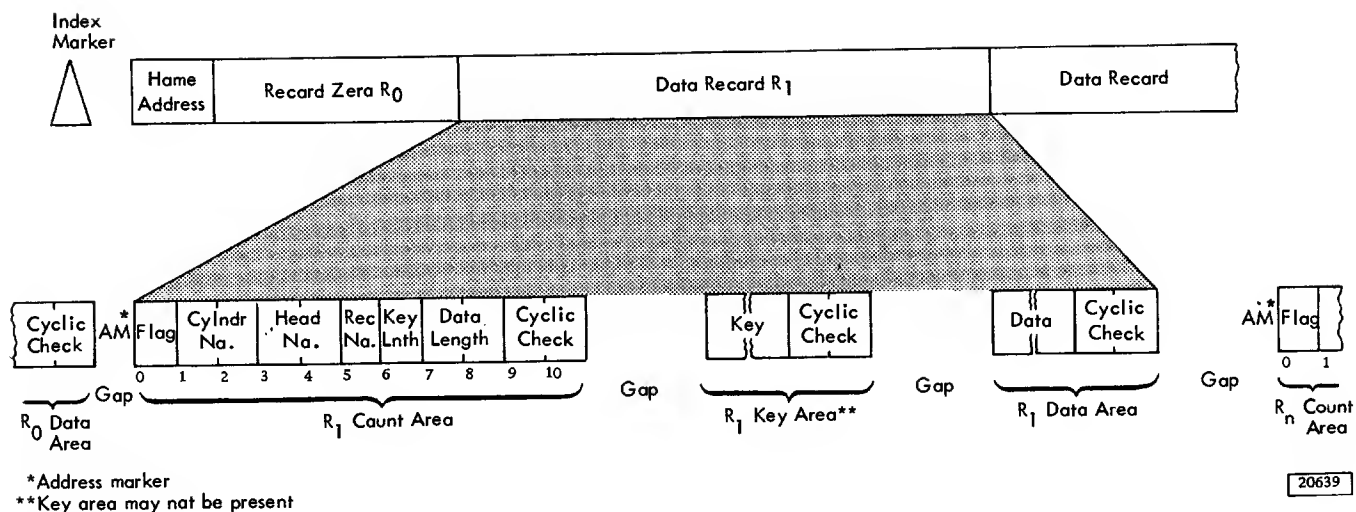 Index
Marker
Hame
Address
Recard Zera R0
Data Record R1
Data Record
Cyclic
Check
AM*
Flag
Cylndr
Na.
Head
Na.
Rec
Na.
Key
Lnth
Data
Length
Cyclic
Check
Key
Cyclic
Check
Data
Cyclic
Check
AM*
Flag
0 1 2 3 4 5 6 7 8 9 10
0 1
Gap
Gap
Gap
Gap
R0 Data
Area
R1 Caunt Area
R1 Key Area**
R1 Data Area
Rn Count
Area
*Address marker
**Key area may nat be present
20639